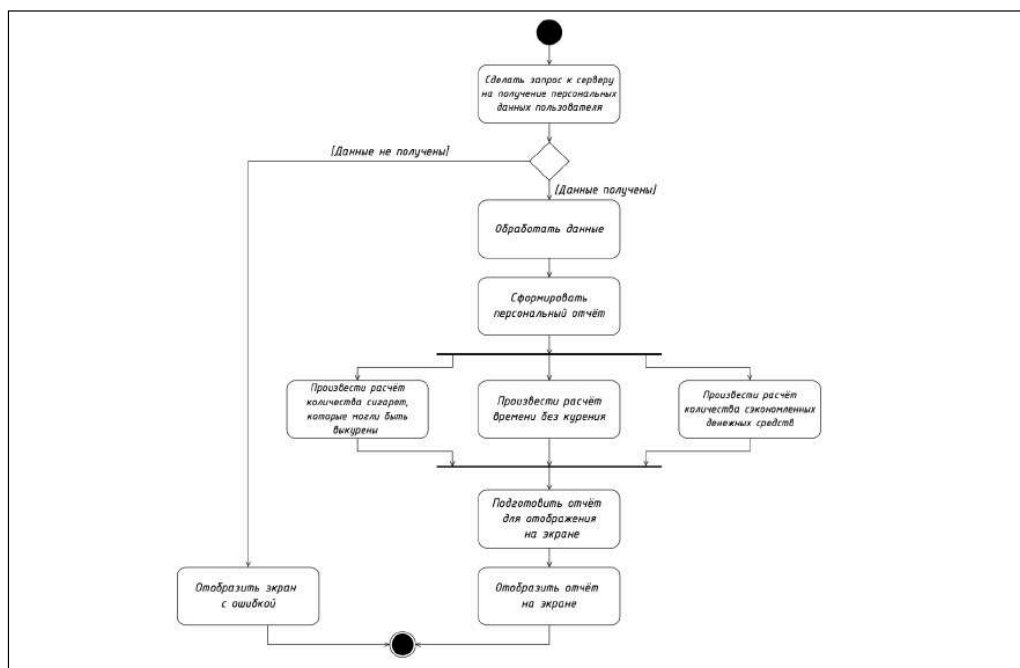 Сделать запрос к серверу
на получение персональных
данных пользователя
[Данные не получены]
[Данные получены]
Обработать данные
Сформировать
персональный отчёт
Произвести расчёт
количества сигарет,
которые могли быть
выкурены
Произвести расчёт
времени без курения
Произвести расчёт
количества сэкономленных
денежных средств
Подготовить отчёт
для отображения
на экране
Отобразить экран
с ошибкой
Отобразить отчёт
на экране